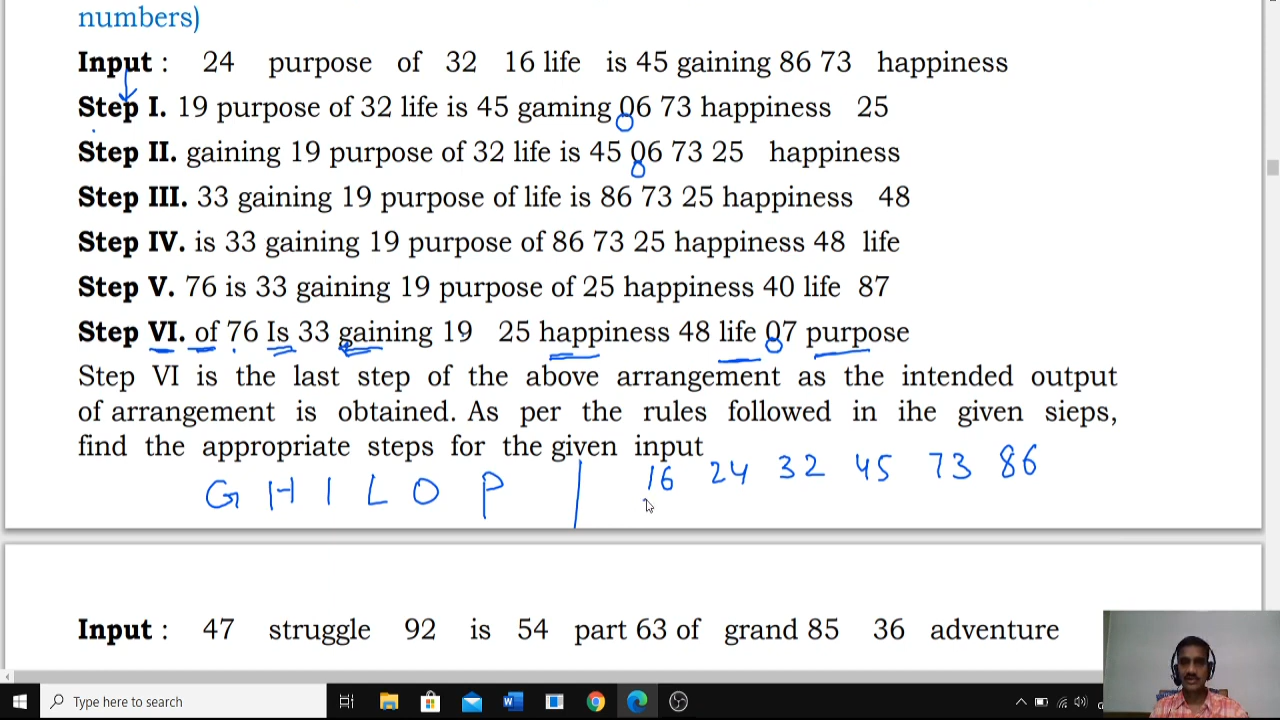 numbers)
Input : 24 purpose of 32 16 life is 45 gaining 86 73 happiness
Step I. 19 purpose of 32 life is 45 gaming 06 73 happiness 25
Step II. gaining 19 purpose of 32 life is 45 06 73 25 happiness
Step III. 33 gaining 19 purpose of life is 86 73 25 happiness 48
Step IV. is 33 gaining 19 purpose of 86 73 25 happiness 48 life
Step V. 76 is 33 gaining 19 purpose of 25 happiness 40 life 87
Step VI. of 76 Is 33 gaining 19 25 happiness 48 life 07 purpose
Step VI is the last step of the above arrangement as the intended output
of arrangement is obtained. As per the rules followed in ihe given sieps,
find the appropriate steps for the given input
G H I L O P | 16 24 32 45 73 86
Input : 47 struggle 92 is 54 part 63 of grand 85 36 adventure
Type here to search